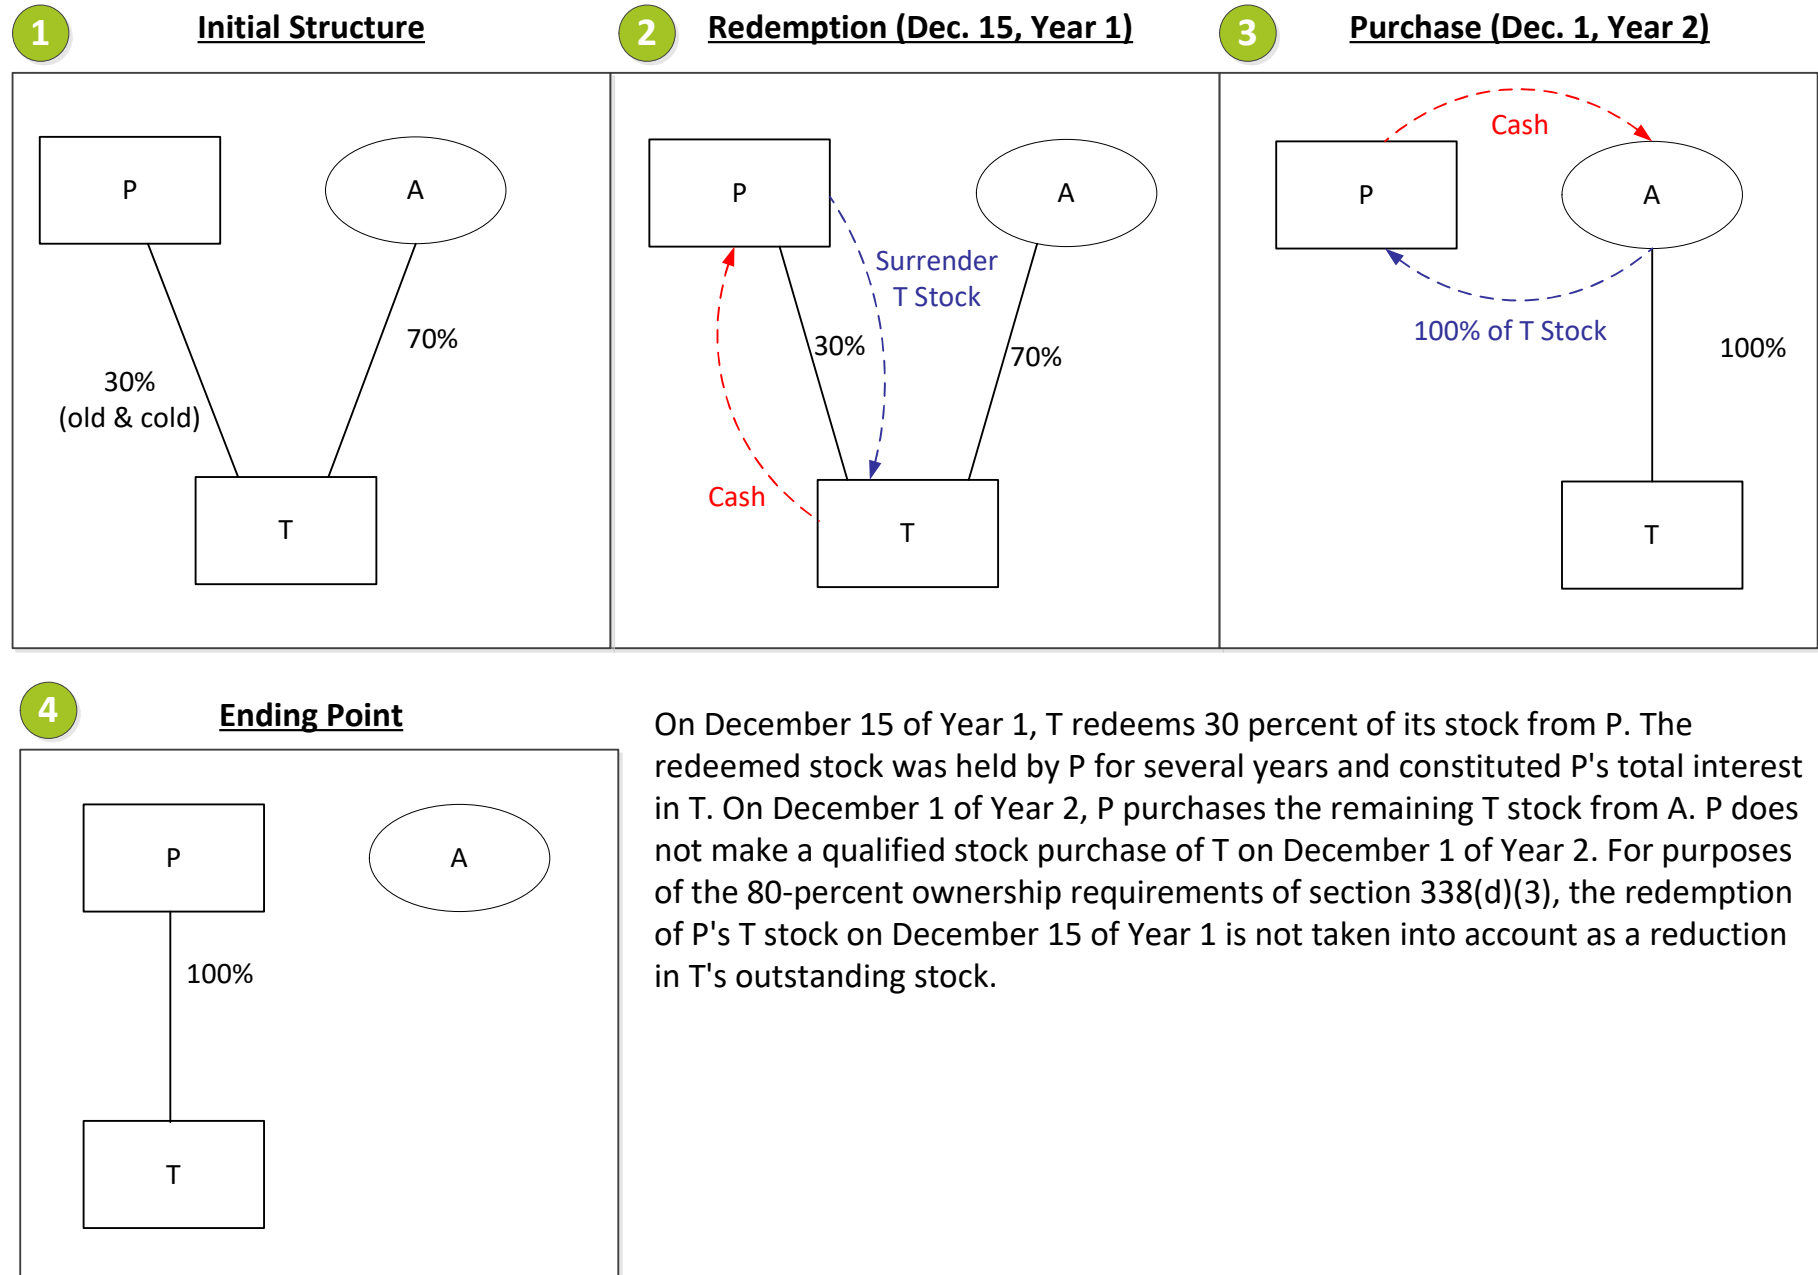 1
Initial Structure
P
A
30%
(old & cold)
70%
T
2
Redemption (Dec. 15, Year 1)
P
A
Surrender
T Stock
30%
70%
Cash
T
3
Purchase (Dec. 1, Year 2)
Cash
P
A
100% of T Stock
100%
T
4
Ending Point
P
A
100%
T
On December 15 of Year 1, T redeems 30 percent of its stock from P. The
redeemed stock was held by P for several years and constituted P's total interest
in T. On December 1 of Year 2, P purchases the remaining T stock from A. P does
not make a qualified stock purchase of T on December 1 of Year 2. For purposes
of the 80-percent ownership requirements of section 338(d)(3), the redemption
of P's T stock on December 15 of Year 1 is not taken into account as a reduction
in T's outstanding stock.